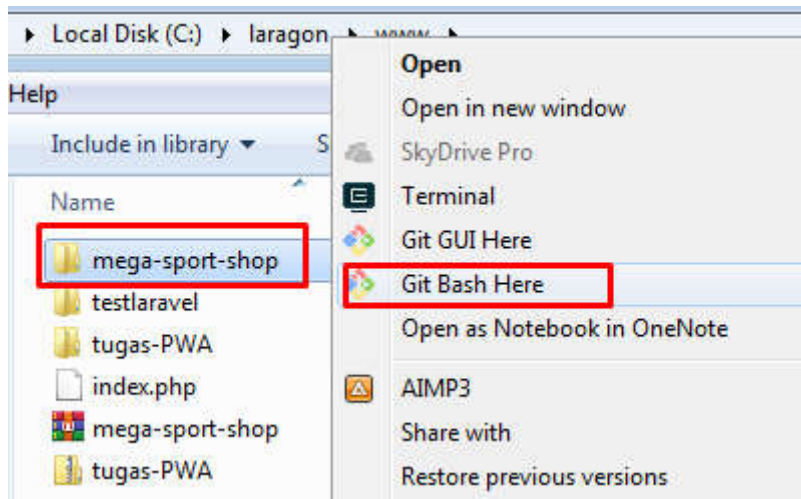 Local Disk (C:) laragon www
Help
Include in library S
Name
mega-sport-shop
testlaravel
tugas-PWA
index.php
mega-sport-shop
tugas-PWA
Open
Open in new window
SkyDrive Pro
Terminal
Git GUI Here
Git Bash Here
Open as Notebook in OneNote
AIMP3
Share with
Restore previous versions